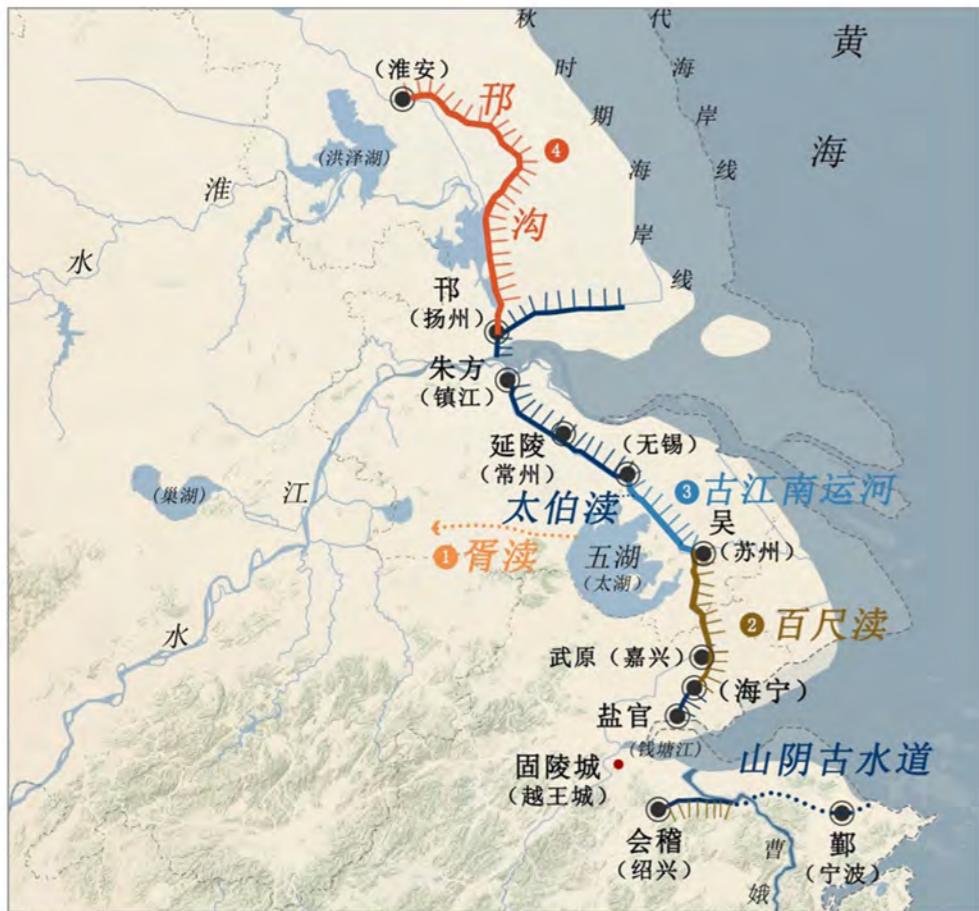 黄海
秋时期海岸线
代海岸线
（淮安）
邗沟
4
(洪泽湖)
淮水
邗
（扬州）
朱方
（镇江）
延陵
（常州）
（无锡）
太伯渎
3 古江南运河
(巢湖)
江水
1 胥渎
五湖
（太湖）
吴
（苏州）
2 百尺渎
武原（嘉兴）
（海宁）
盐官
(钱塘江)
固陵城
（越王城）
山阴古水道
会稽
（绍兴）
鄞
（宁波）
曹娥